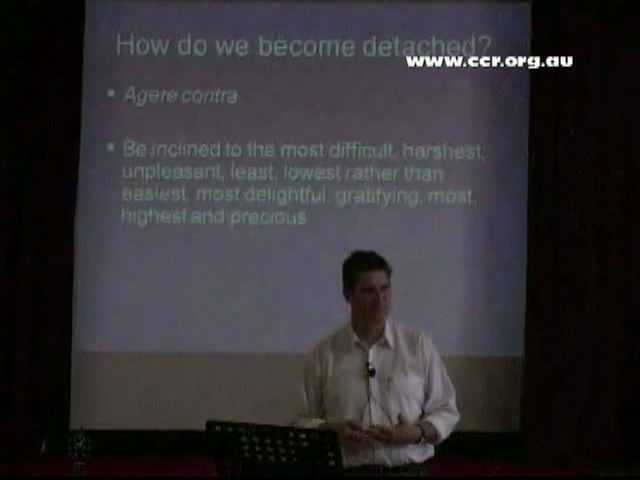 How do we become detached?
www.ccr.org.au
Agere contra
Be inclined to the most difficult, harshest,
unpleasant, least, lowest rather than
easiest, most delightful, gratifying, most,
highest and precious